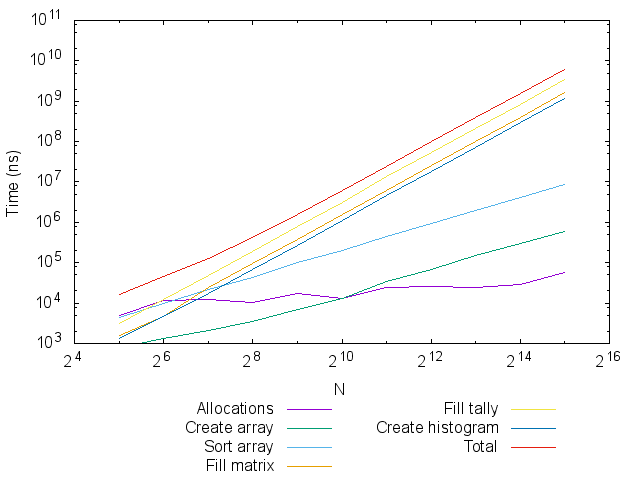 10^11
10^10
10^9
10^8
10^7
10^6
10^5
10^4
10^3
Time (ns)
2^4 2^6 2^8 2^10 2^12 2^14 2^16
N
Allocations
Create array
Sort array
Fill matrix
Fill tally
Create histogram
Total